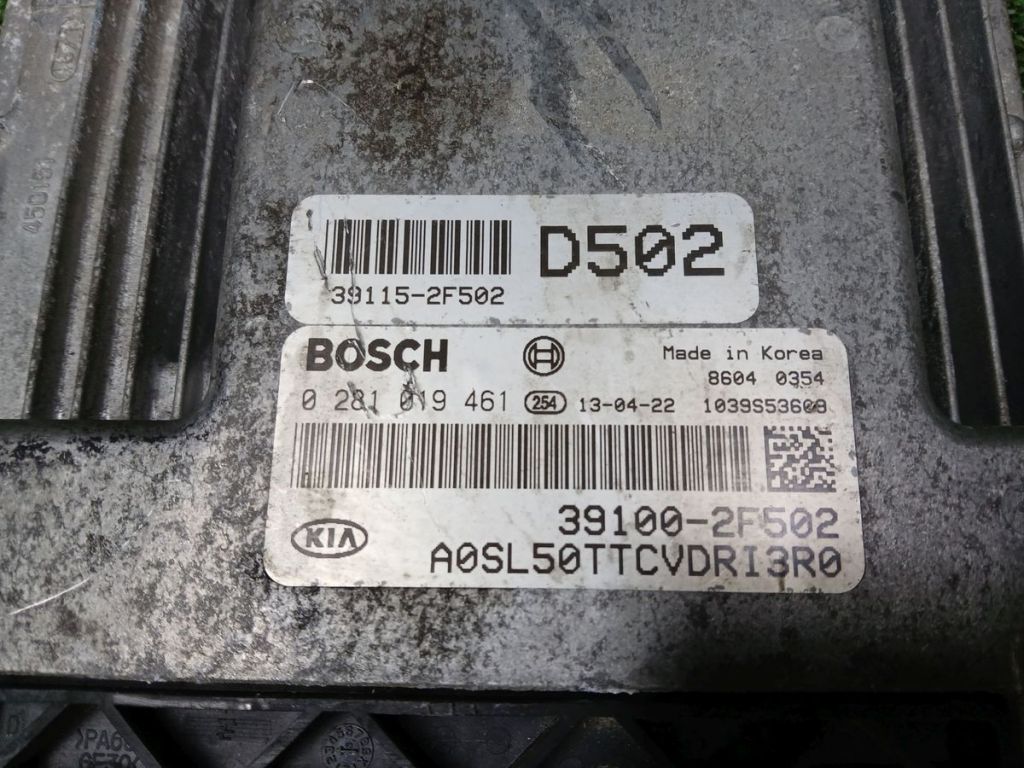 D502
39115-2F502
BOSCH
Made in Korea
8604 0354
0 281 019 461 254 13-04-22 1039S53609
KIA
39100-2F502
A0SL50TTCVDRI3R0